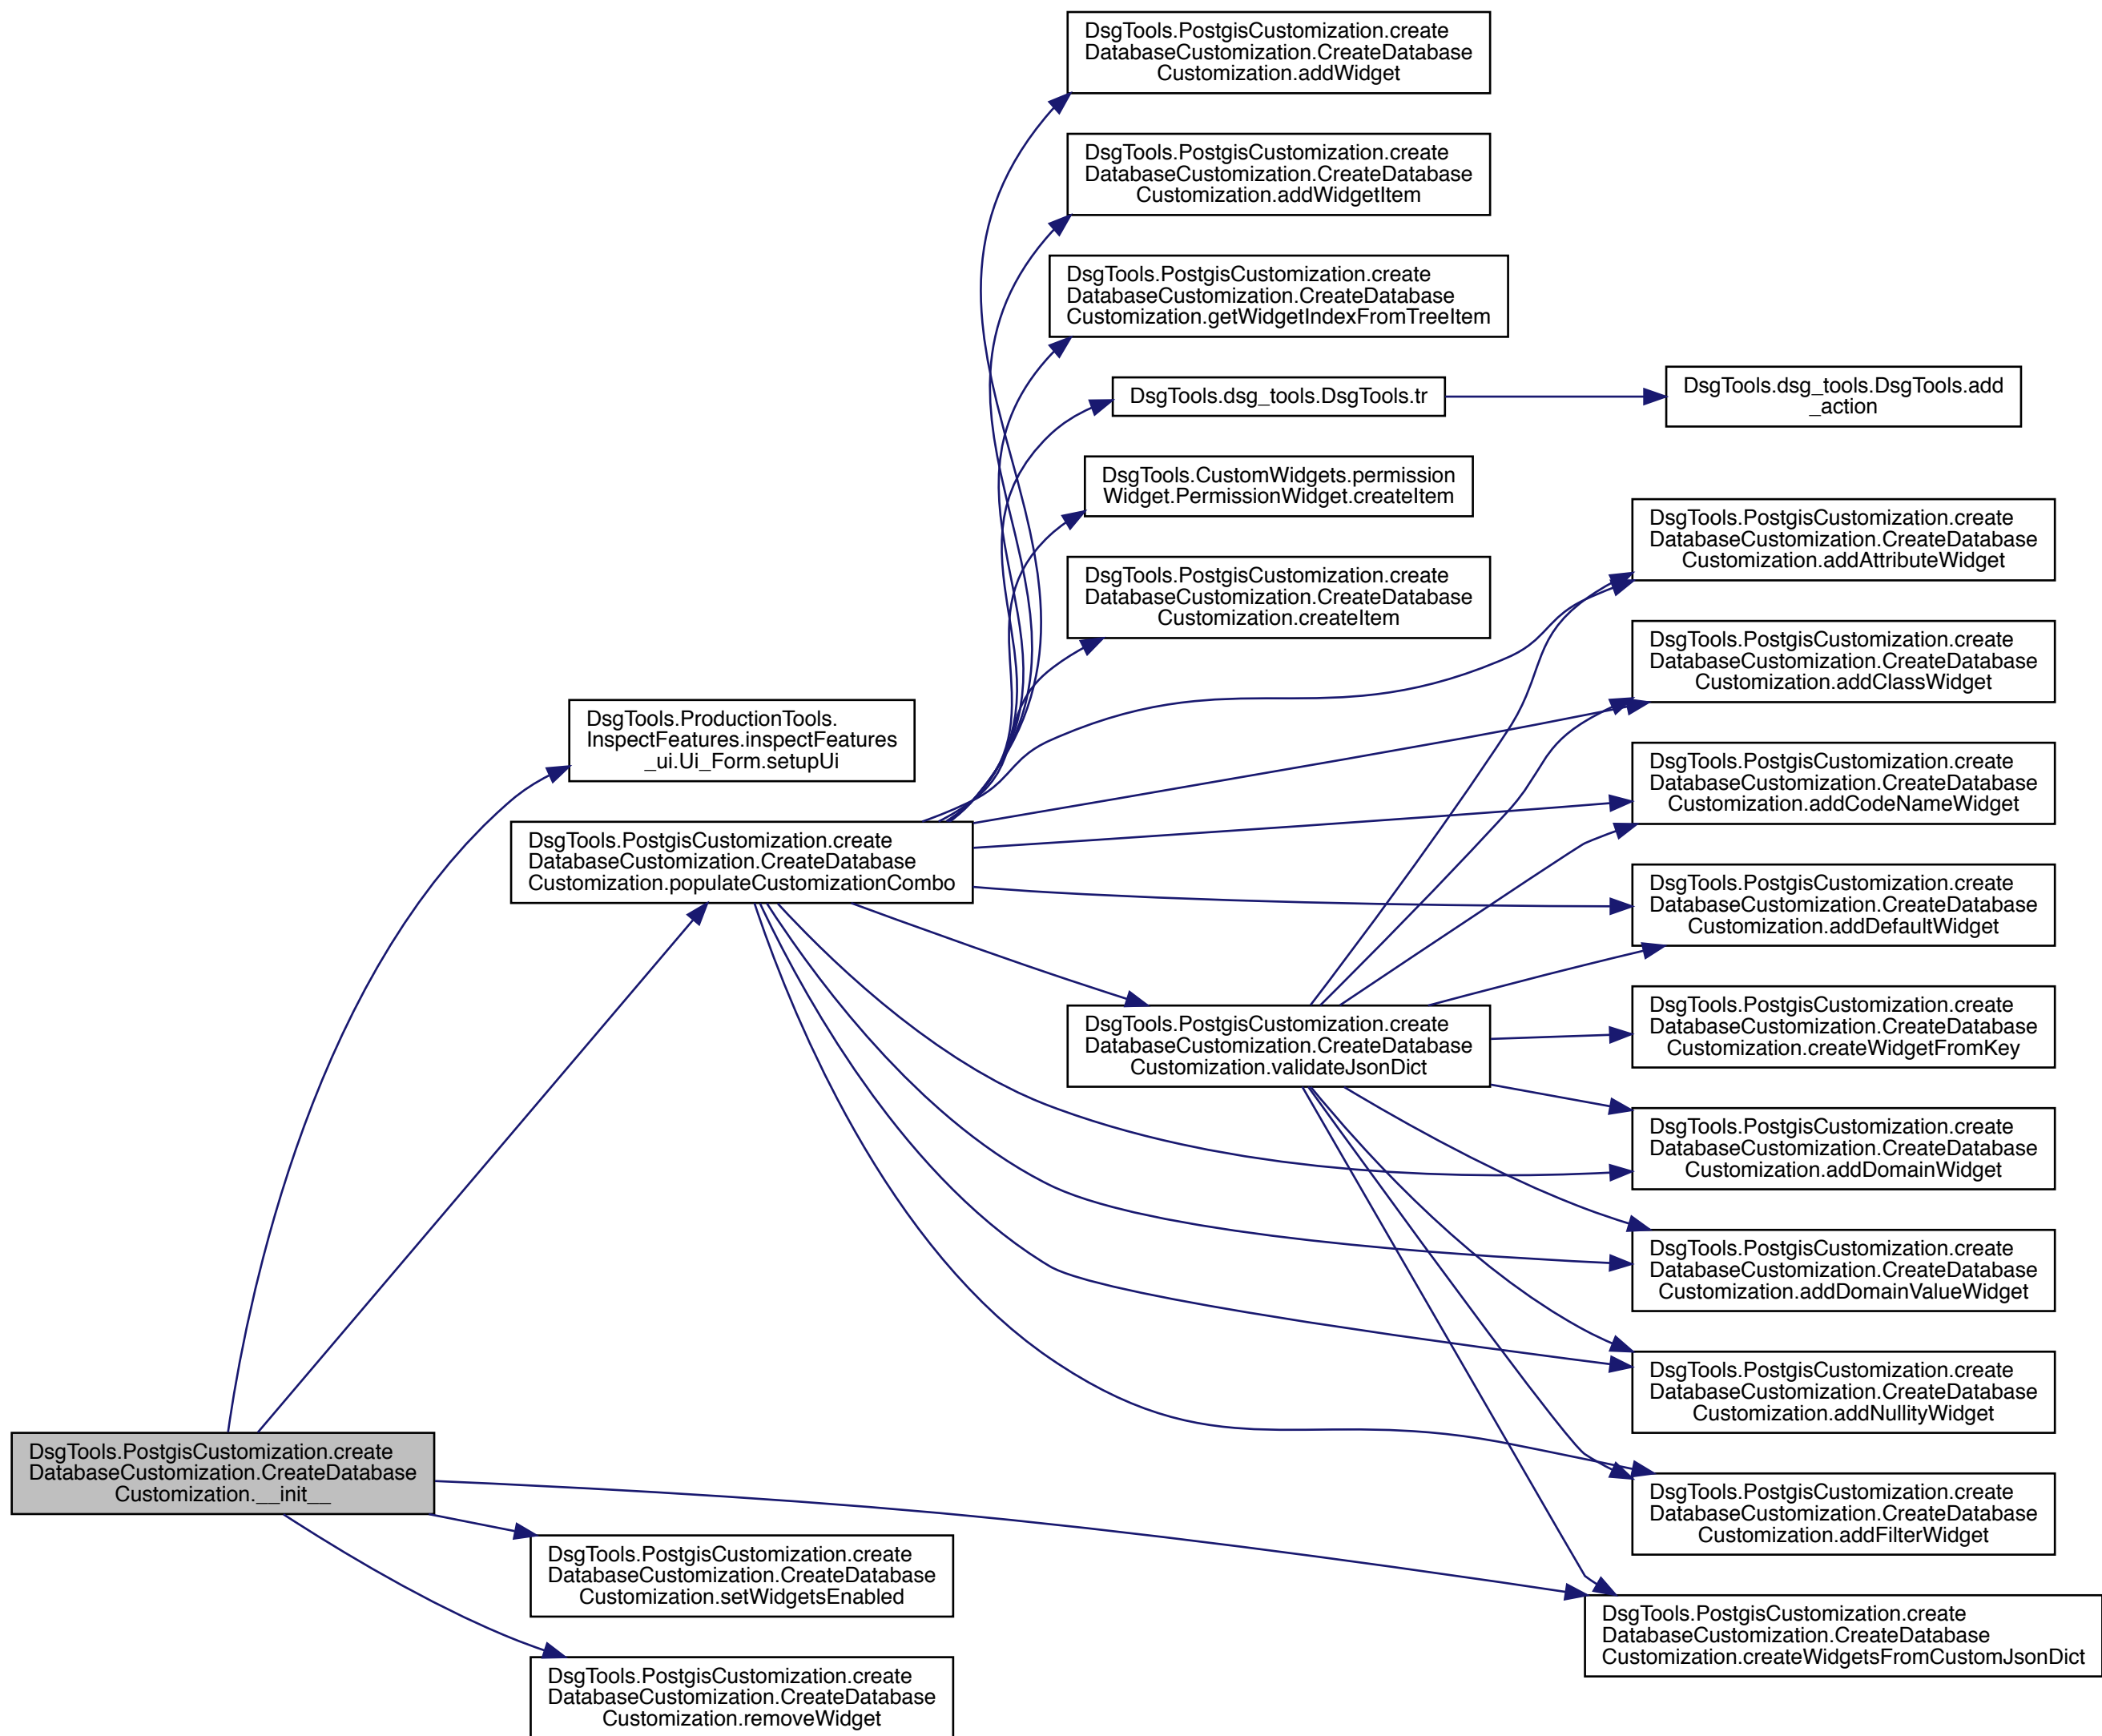 DsgTools.PostgisCustomization.create
DatabaseCustomization.CreateDatabase
Customization.addWidget
DsgTools.PostgisCustomization.create
DatabaseCustomization.CreateDatabase
Customization.addWidgetItem
DsgTools.PostgisCustomization.create
DatabaseCustomization.CreateDatabase
Customization.getWidgetIndexFromTreeItem
DsgTools.dsg_tools.DsgTools.tr
DsgTools.dsg_tools.DsgTools.add
_action
DsgTools.CustomWidgets.permission
Widget.PermissionWidget.createItem
DsgTools.PostgisCustomization.create
DatabaseCustomization.CreateDatabase
Customization.addAttributeWidget
DsgTools.PostgisCustomization.create
DatabaseCustomization.CreateDatabase
Customization.createItem
DsgTools.PostgisCustomization.create
DatabaseCustomization.CreateDatabase
Customization.addClassWidget
DsgTools.ProductionTools.
InspectFeatures.inspectFeatures
_ui.Ui_Form.setupUi
DsgTools.PostgisCustomization.create
DatabaseCustomization.CreateDatabase
Customization.addCodeNameWidget
DsgTools.PostgisCustomization.create
DatabaseCustomization.CreateDatabase
Customization.populateCustomizationCombo
DsgTools.PostgisCustomization.create
DatabaseCustomization.CreateDatabase
Customization.addDefaultWidget
DsgTools.PostgisCustomization.create
DatabaseCustomization.CreateDatabase
Customization.createWidgetFromKey
DsgTools.PostgisCustomization.create
DatabaseCustomization.CreateDatabase
Customization.validateJsonDict
DsgTools.PostgisCustomization.create
DatabaseCustomization.CreateDatabase
Customization.addDomainWidget
DsgTools.PostgisCustomization.create
DatabaseCustomization.CreateDatabase
Customization.addDomainValueWidget
DsgTools.PostgisCustomization.create
DatabaseCustomization.CreateDatabase
Customization.addNullityWidget
DsgTools.PostgisCustomization.create
DatabaseCustomization.CreateDatabase
Customization.__init__
DsgTools.PostgisCustomization.create
DatabaseCustomization.CreateDatabase
Customization.addFilterWidget
DsgTools.PostgisCustomization.create
DatabaseCustomization.CreateDatabase
Customization.setWidgetsEnabled
DsgTools.PostgisCustomization.create
DatabaseCustomization.CreateDatabase
Customization.createWidgetsFromCustomJsonDict
DsgTools.PostgisCustomization.create
DatabaseCustomization.CreateDatabase
Customization.removeWidget